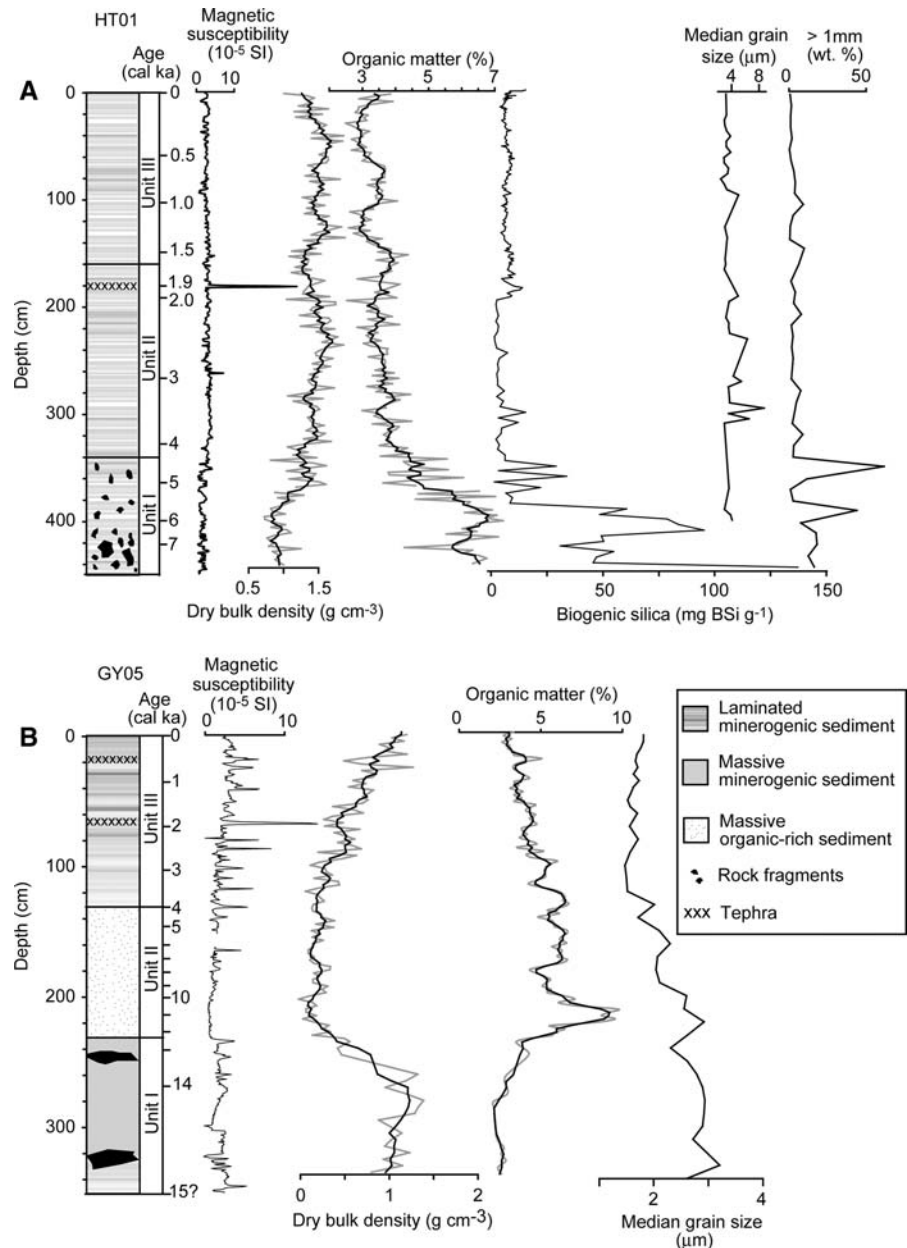 HT01
Magnetic
susceptibility
(10-5 SI)
0 10
Age
(cal ka)
Organic matter (%)
3 5 7
Median grain
size (µm)
4 8
> 1mm
(wt. %)
0 50
A
0
100
200
300
400
Depth (cm)
Unit III
Unit II
Unit I
0
0.5
1.0
1.5
1.9
2.0
3
4
5
6
7
0.5 1.5
Dry bulk density (g cm-3)
0 50 100 150
Biogenic silica (mg BSi g-1)
GY05
Magnetic
susceptibility
(10-5 SI)
0 10
Age
(cal ka)
Organic matter (%)
0 5 10
B
0
100
200
300
Depth (cm)
Unit III
Unit II
Unit I
0
1
2
3
4
5
10
14
15?
0 1 2
Dry bulk density (g cm-3)
2 4
Median grain size
(µm)
Laminated
minerogenic sediment
Massive
minerogenic sediment
Massive
organic-rich sediment
Rock fragments
xxx Tephra